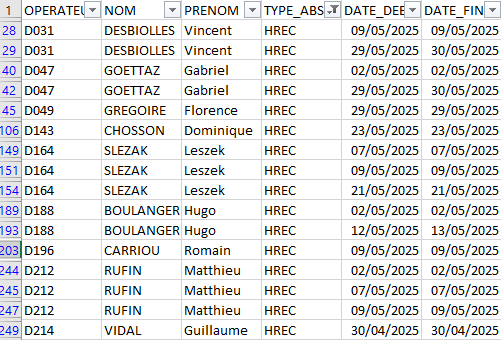 1 OPERATEU NOM PRENOM TYPE_ABS DATE_DEB DATE_FIN
28 D031 DESBIOLLES Vincent HREC 09/05/2025 09/05/2025
29 D031 DESBIOLLES Vincent HREC 29/05/2025 30/05/2025
40 D047 GOETTAZ Gabriel HREC 02/05/2025 02/05/2025
42 D047 GOETTAZ Gabriel HREC 29/05/2025 30/05/2025
45 D049 GREGOIRE Florence HREC 29/05/2025 29/05/2025
106 D143 CHOSSON Dominique HREC 23/05/2025 23/05/2025
149 D164 SLEZAK Leszek HREC 07/05/2025 07/05/2025
151 D164 SLEZAK Leszek HREC 09/05/2025 09/05/2025
154 D164 SLEZAK Leszek HREC 21/05/2025 21/05/2025
189 D188 BOULANGER Hugo HREC 02/05/2025 02/05/2025
193 D188 BOULANGER Hugo HREC 12/05/2025 13/05/2025
203 D196 CARRIOU Romain HREC 09/05/2025 09/05/2025
244 D212 RUFIN Matthieu HREC 02/05/2025 02/05/2025
245 D212 RUFIN Matthieu HREC 07/05/2025 07/05/2025
247 D212 RUFIN Matthieu HREC 09/05/2025 09/05/2025
249 D214 VIDAL Guillaume HREC 30/04/2025 30/04/2025